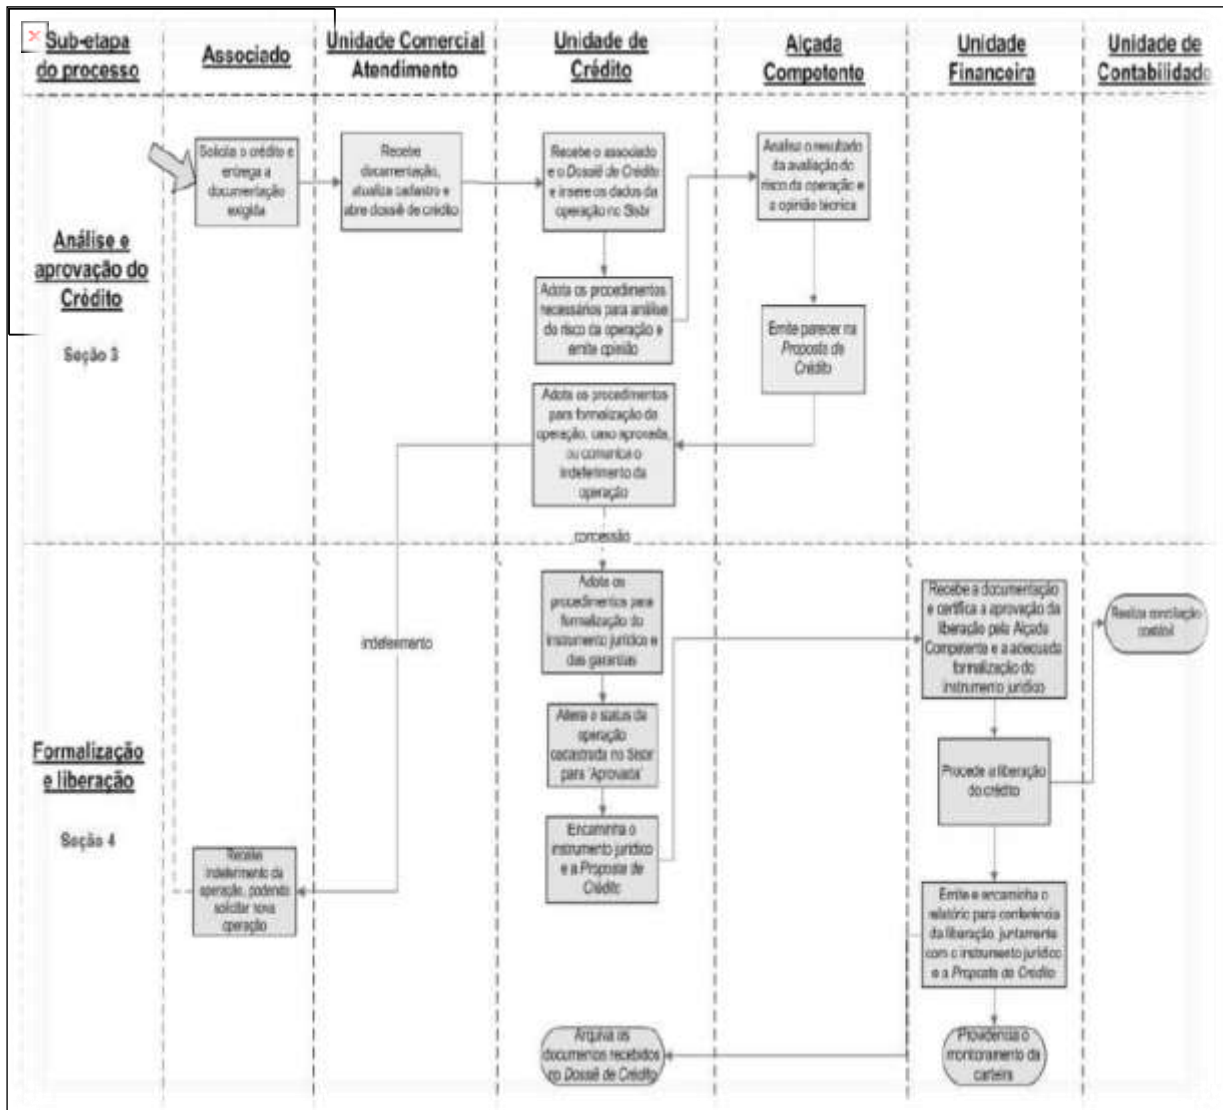 Sub-etapa
do processo
Associado
Unidade Comercial
Atendimento
Unidade de
Crédito
Alçada
Competente
Unidade
Financeira
Unidade de
Contabilidade
Análise e
aprovação do
Crédito
Seção 3
Solicita o crédito e
entrega a
documentação
exigida
Recebe
documentação,
atualiza cadastro e
abre dossiê de crédito
Recebe o associado
e o Dossiê de Crédito
e insere os dados da
operação no Sisbr
Analisa o resultado
da avaliação do
risco da operação e
a opinião técnica
Adota os procedimentos
necessários para análise
do risco da operação e
emite opinião
Emite parecer na
Proposta de
Crédito
Adota os procedimentos
para formalização da
operação, caso aprovada,
ou comunica o
indeferimento da
operação
concessão
indeferimento
Formalização
e liberação
Seção 4
Adota os
procedimentos para
formalização do
instrumento jurídico e
das garantias
Altera o status da
operação
cadastrada no Sisbr
para 'Aprovada'
Encaminha o
instrumento jurídico
e a Proposta de
Crédito
Recebe
indeferimento da
operação, podendo
solicitar nova
operação
Recebe a documentação
e certifica a aprovação da
liberação pela Alçada
Competente e a adequada
formalização do
instrumento jurídico
Realiza conciliação
contábil
Procede a liberação
do crédito
Emite e encaminha o
relatório para conferência
da liberação, juntamente
com o instrumento jurídico
e a Proposta de Crédito
Arquiva os
documentos recebidos
no Dossiê de Crédito
Providencia o
monitoramento da
carteira